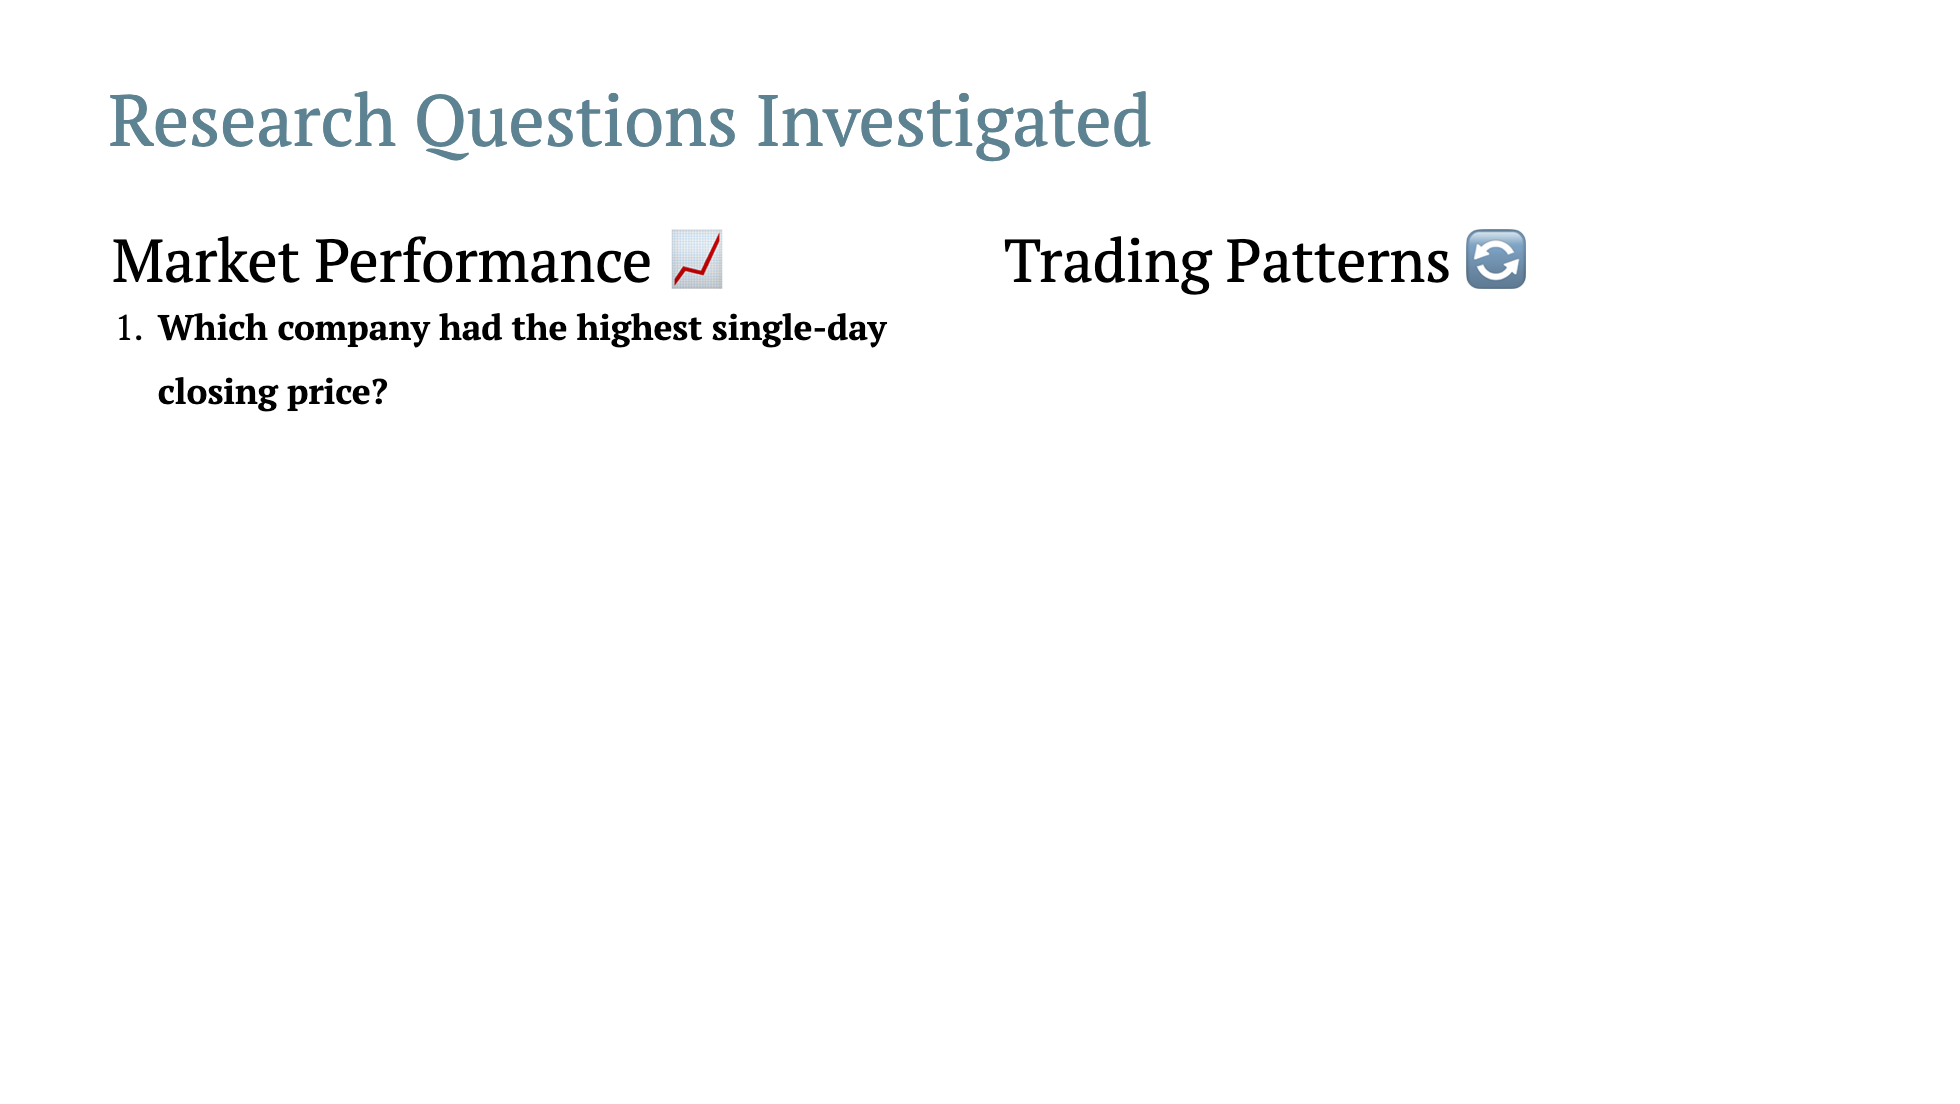 Research Questions Investigated
Market Performance 📈
1. Which company had the highest single-day
closing price?
Trading Patterns 🔄